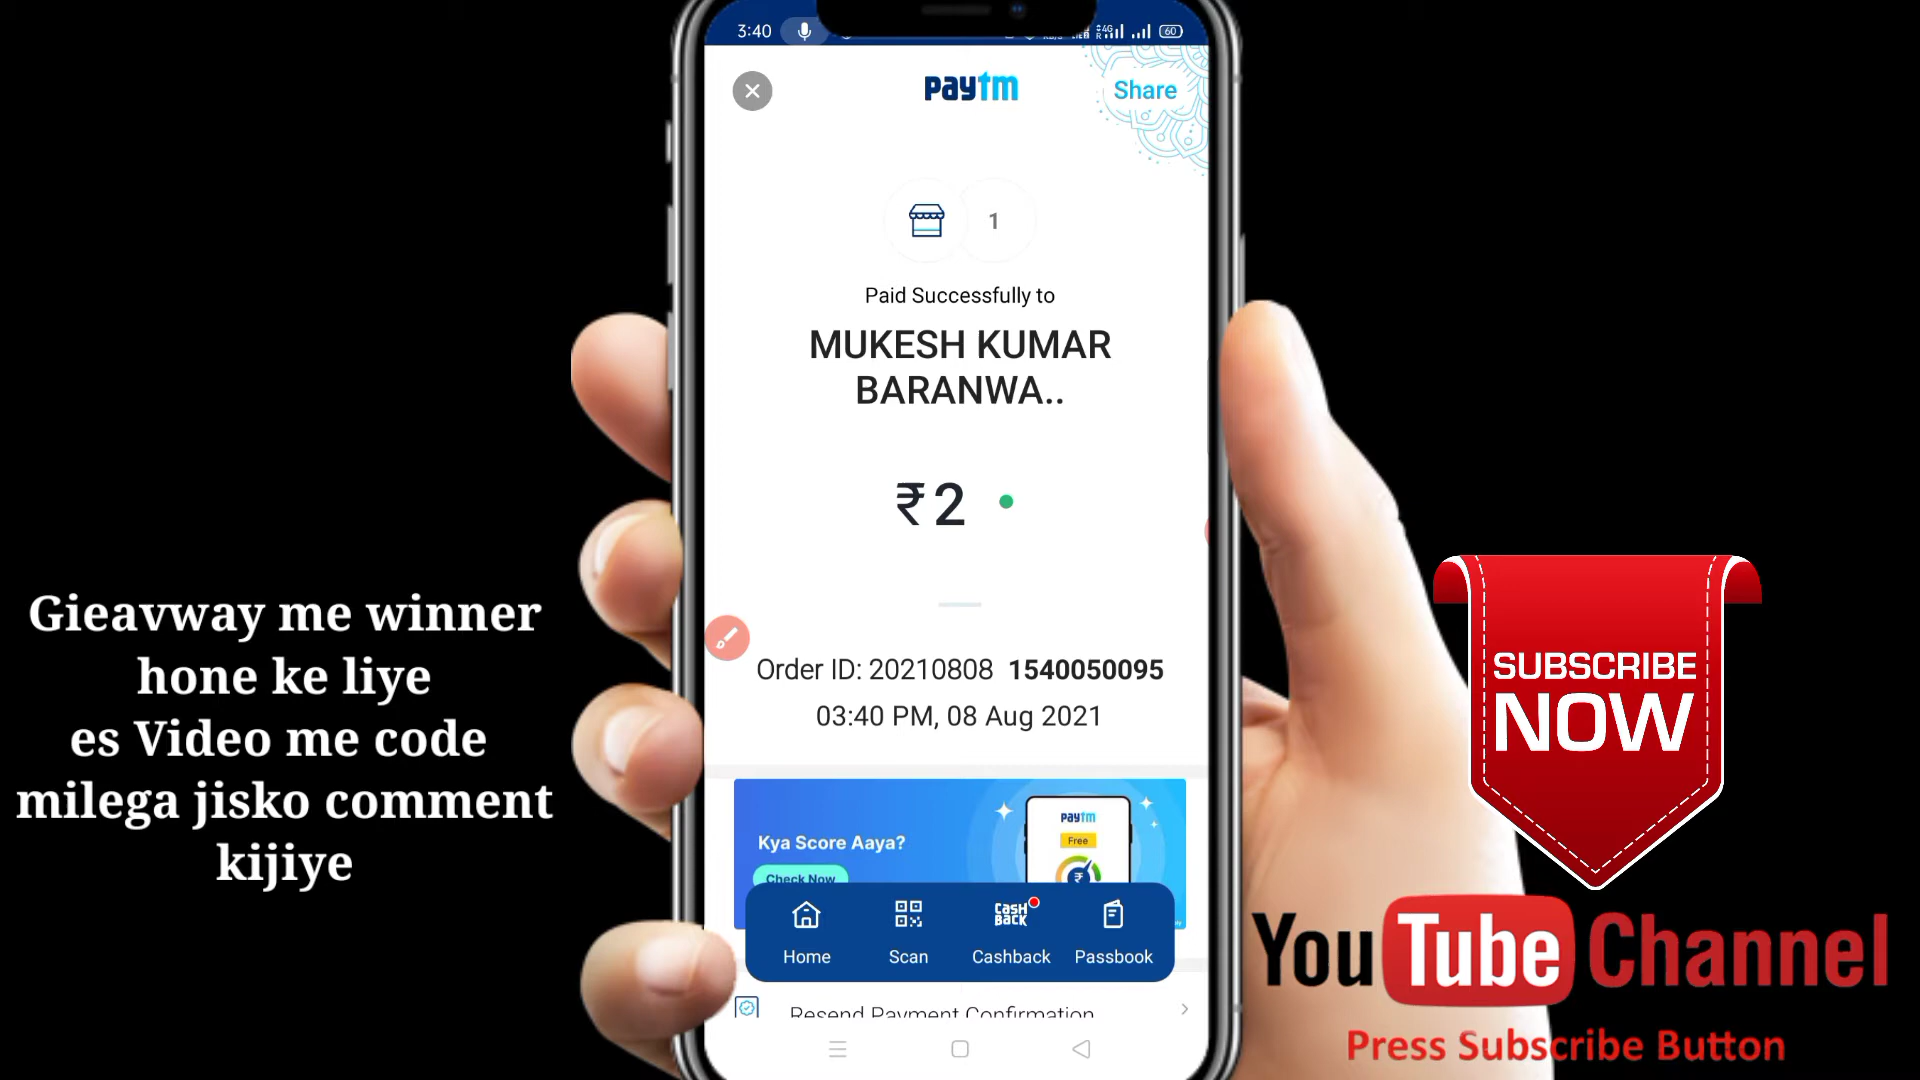 3:40
4G
60
paytm
Share
1
Paid Successfully to
MUKESH KUMAR
BARANWA..
₹2
Order ID: 20210808 1540050095
03:40 PM, 08 Aug 2021
Kya Score Aaya?
Check Now
paytm
Free
₹
CASH
BACK
Home
Scan
Cashback
Passbook
Resend Payment Confirmation
Gieavway me winner
hone ke liye
es Video me code
milega jisko comment
kijiye
SUBSCRIBE
NOW
YouTube Channel
Press Subscribe Button